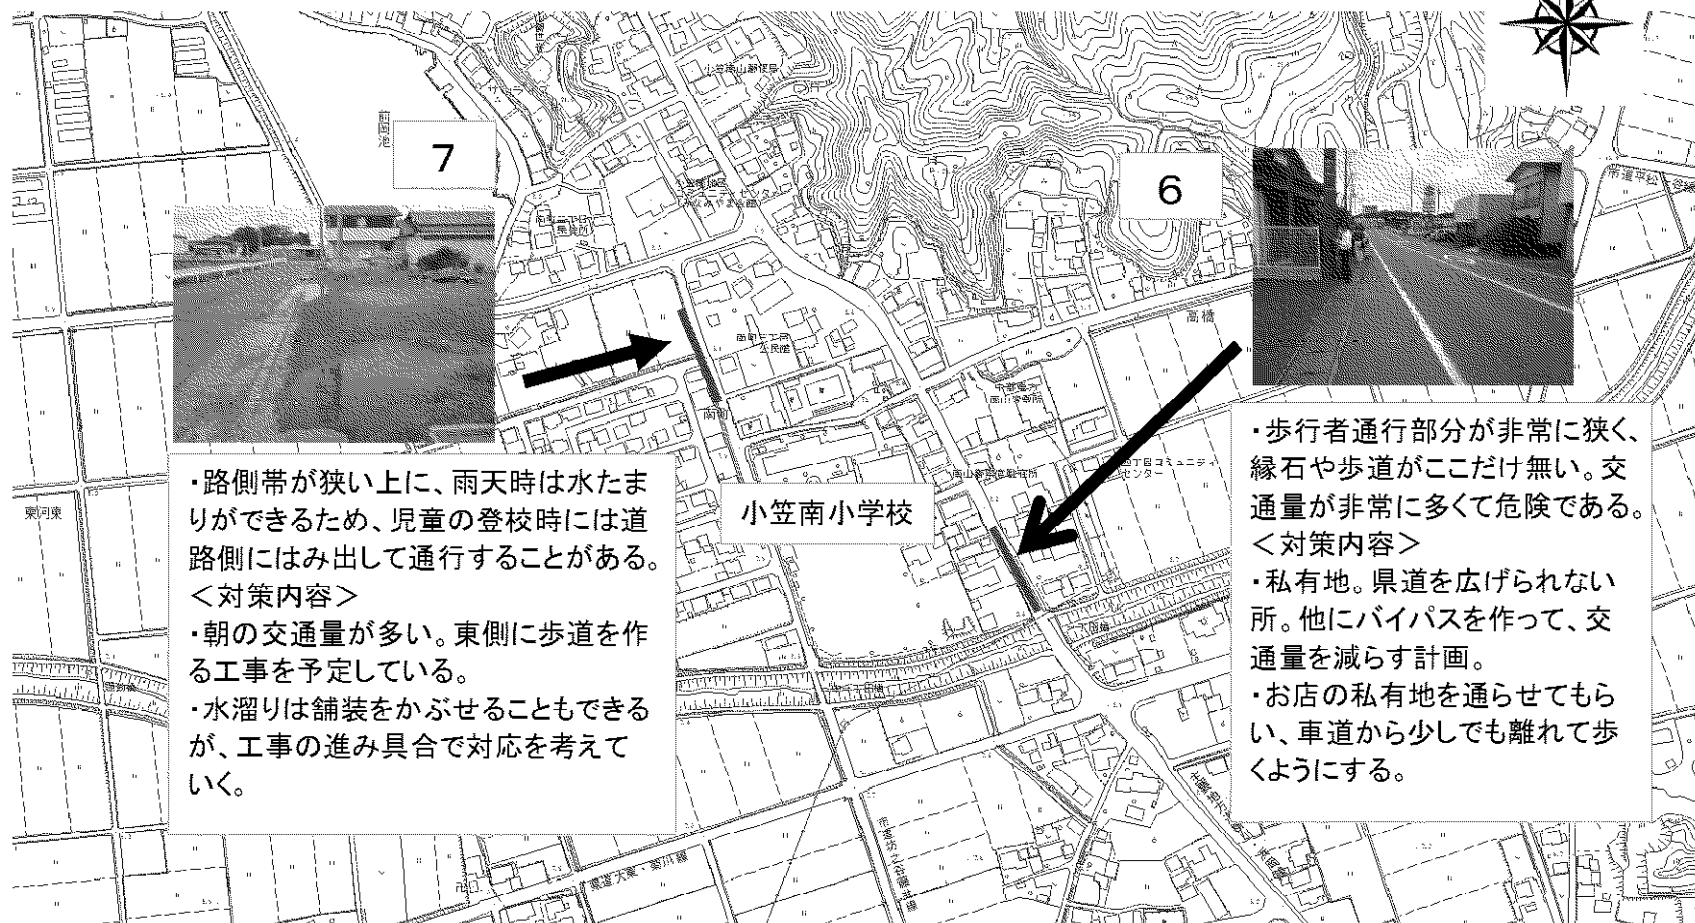 7
・路側帯が狭い上に、雨天時は水たま
りができるため、児童の登校時には道
路側にはみ出して通行することがある。
＜対策内容＞
・朝の交通量が多い。東側に歩道を作
る工事を予定している。
・水溜りは舗装をかぶせることもできる
が、工事の進み具合で対応を考えて
いく。
小笠南小学校
6
・歩行者通行部分が非常に狭く、
縁石や歩道がここだけ無い。交
通量が非常に多くて危険である。
＜対策内容＞
・私有地。県道を広げられない
所。他にバイパスを作って、交
通量を減らす計画。
・お店の私有地を通らせてもら
い、車道から少しでも離れて歩
くようにする。
高橋
東河東